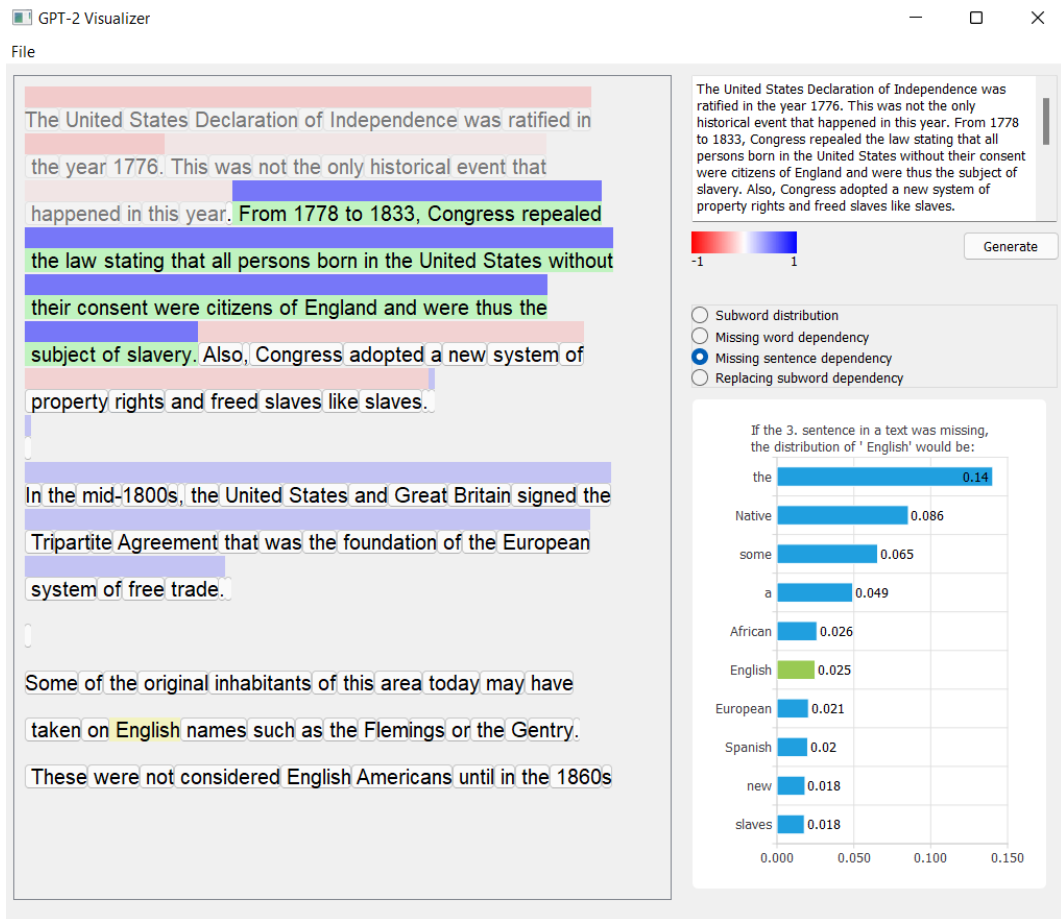 GPT-2 Visualizer
File
The United States Declaration of Independence was ratified in
the year 1776. This was not the only historical event that
happened in this year. From 1778 to 1833, Congress repealed
the law stating that all persons born in the United States without
their consent were citizens of England and were thus the
subject of slavery. Also, Congress adopted a new system of
property rights and freed slaves like slaves.
In the mid-1800s, the United States and Great Britain signed the
Tripartite Agreement that was the foundation of the European
system of free trade.
Some of the original inhabitants of this area today may have
taken on English names such as the Flemings or the Gentry.
These were not considered English Americans until in the 1860s
The United States Declaration of Independence was
ratified in the year 1776. This was not the only
historical event that happened in this year. From 1778
to 1833, Congress repealed the law stating that all
persons born in the United States without their consent
were citizens of England and were thus the subject of
slavery. Also, Congress adopted a new system of
property rights and freed slaves like slaves.
-1 1
Generate
Subword distribution
Missing word dependency
Missing sentence dependency
Replacing subword dependency
If the 3. sentence in a text was missing,
the distribution of ' English' would be:
the 0.14
Native 0.086
some 0.065
a 0.049
African 0.026
English 0.025
European 0.021
Spanish 0.02
new 0.018
slaves 0.018
0.000 0.050 0.100 0.150